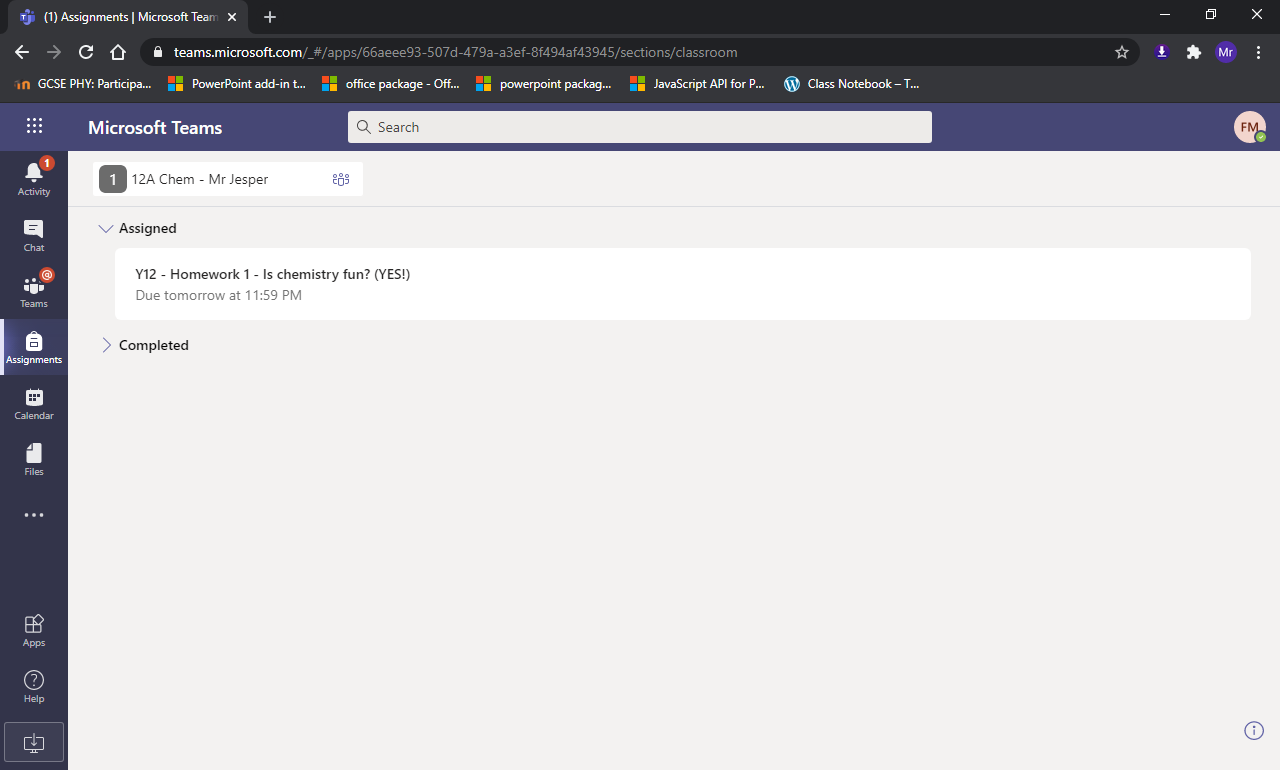 (1) Assignments | Microsoft Team
teams.microsoft.com/_#/apps/66aeee93-507d-479a-a3ef-8f494af43945/sections/classroom
Mr
GCSE PHY: Participa...
PowerPoint add-in t...
office package - Off...
powerpoint packag...
JavaScript API for P...
Class Notebook – T...
Microsoft Teams
Search
FM
1
Activity
Chat
@
Teams
Assignments
Calendar
Files
Apps
Help
1 12A Chem - Mr Jesper
Assigned
Y12 - Homework 1 - Is chemistry fun? (YES!)
Due tomorrow at 11:59 PM
Completed